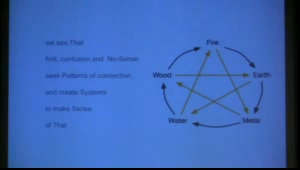 we see That
first, confusion and No-Sense
seek Patterns of connection
and create Systems
to make Sense
of That
Fire
Wood
Earth
Water
Metal